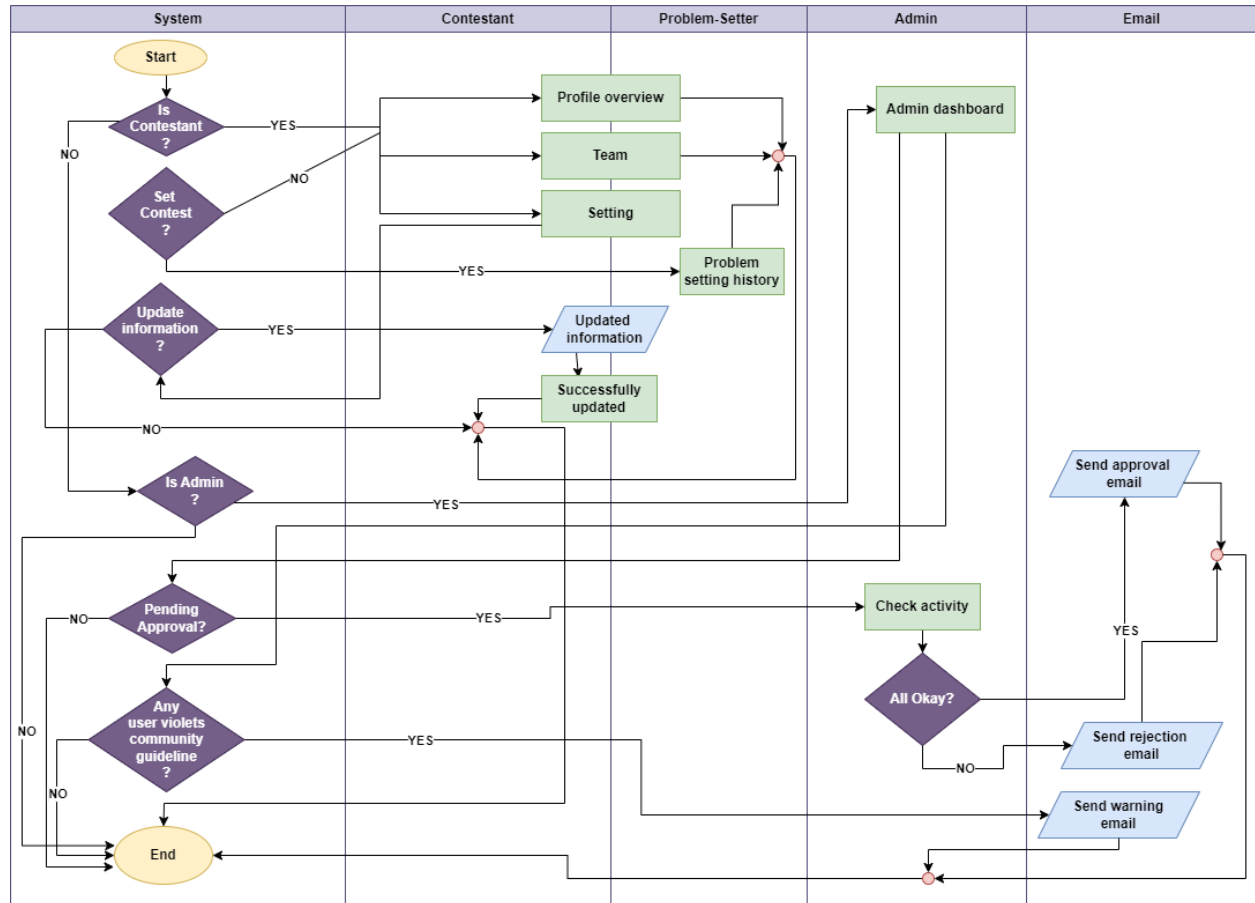 System
Contestant
Problem-Setter
Admin
Email
Start
Is
Contestant
?
YES
NO
Profile overview
Admin dashboard
Team
Set
Contest
?
NO
Setting
YES
Problem
setting history
Update
information
?
YES
Updated
information
Successfully
updated
NO
Is Admin
?
YES
Send approval
email
Pending
Approval?
NO
YES
Check activity
YES
All Okay?
Any
user violets
community
guideline
?
NO
YES
NO
Send rejection
email
NO
Send warning
email
End